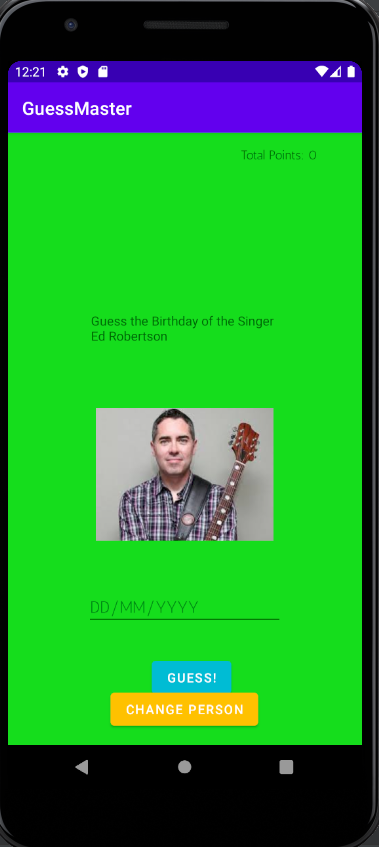 12:21
GuessMaster
Total Points: 0
Guess the Birthday of the Singer
Ed Robertson
DD/MM/YYYY
GUESS!
CHANGE PERSON